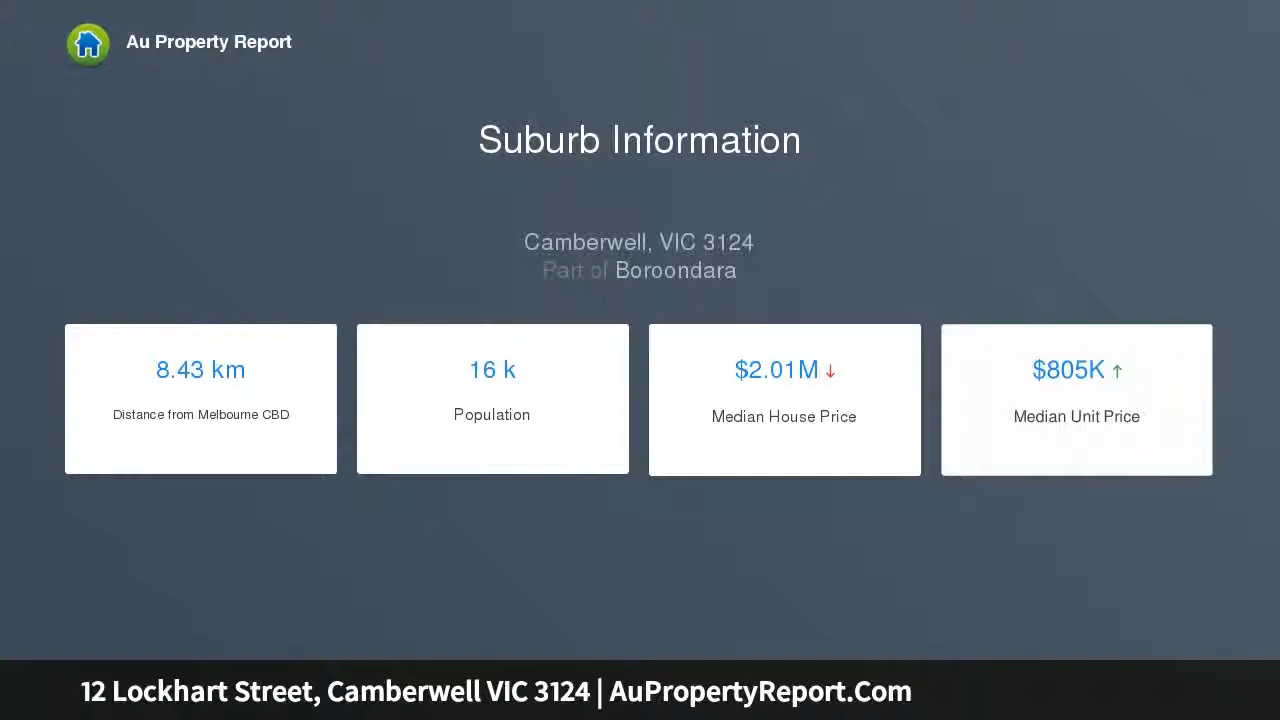 Au Property Report
Suburb Information
Camberwell, VIC 3124
Part of Boroondara
8.43 km
Distance from Melbourne CBD
16 k
Population
$2.01M ↓
Median House Price
$805K ↑
Median Unit Price
12 Lockhart Street, Camberwell VIC 3124 | AuPropertyReport.Com